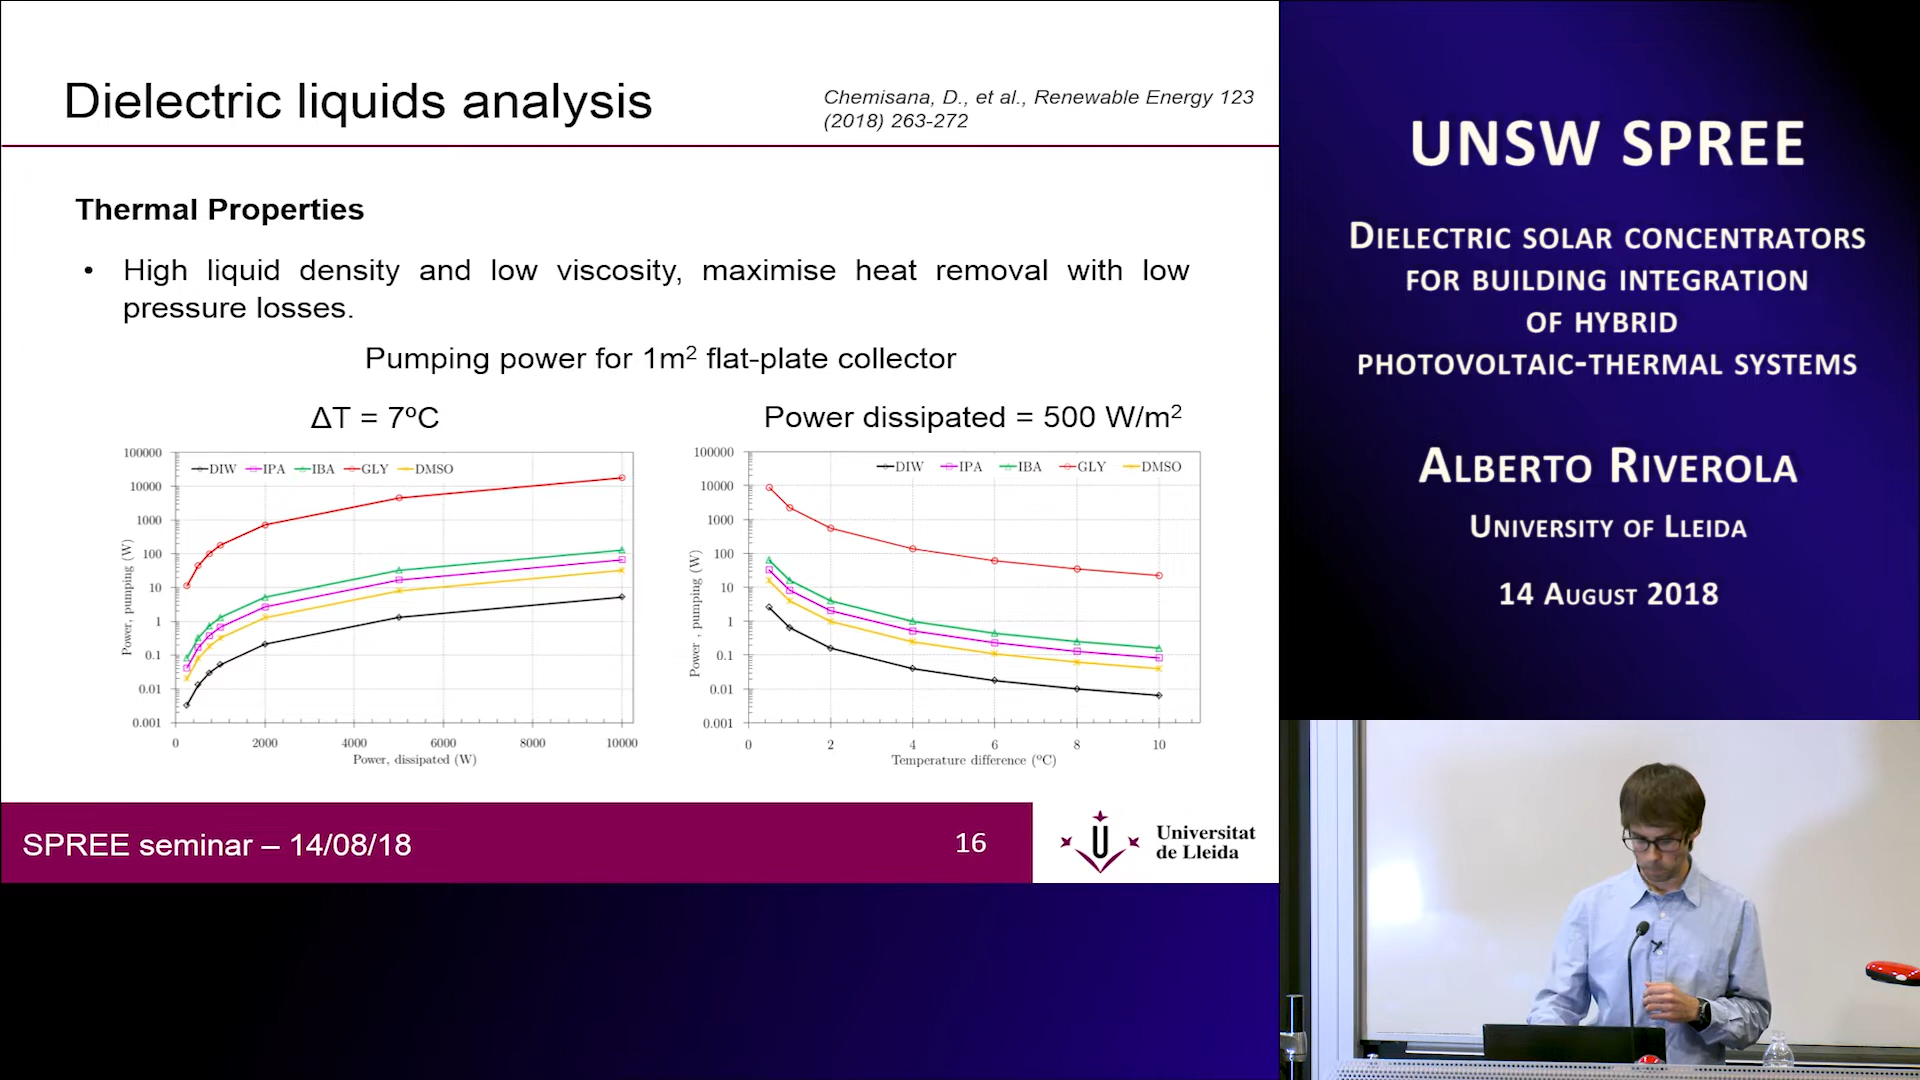 Dielectric liquids analysis
Chemisana, D., et al., Renewable Energy 123
(2018) 263-272
Thermal Properties
• High liquid density and low viscosity, maximise heat removal with low
pressure losses.
Pumping power for 1m² flat-plate collector
ΔT = 7ºC
100000
10000
1000
100
10
1
0.1
0.01
0.001
Power, pumping (W)
DIW IPA IBA GLY DMSO
0 2000 4000 6000 8000 10000
Power, dissipated (W)
Power dissipated = 500 W/m²
100000
10000
1000
100
10
1
0.1
0.01
0.001
Power , pumping (W)
DIW IPA IBA GLY DMSO
0 2 4 6 8 10
Temperature difference (ºC)
SPREE seminar – 14/08/18
16
Universitat
de Lleida
UNSW SPREE
Dielectric solar concentrators
for building integration
of hybrid
photovoltaic-thermal systems
Alberto Riverola
University of Lleida
14 August 2018